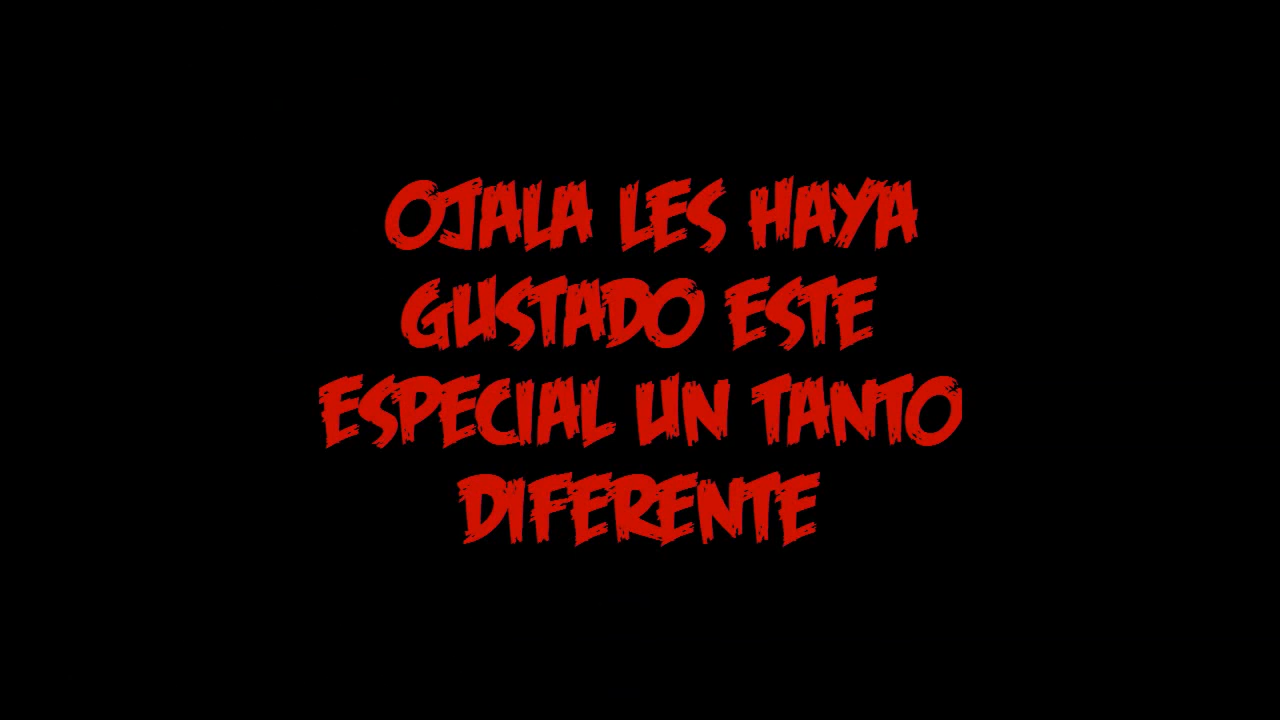 OJALA LES HAYA
GUSTADO ESTE
ESPECIAL UN TANTO
DIFERENTE